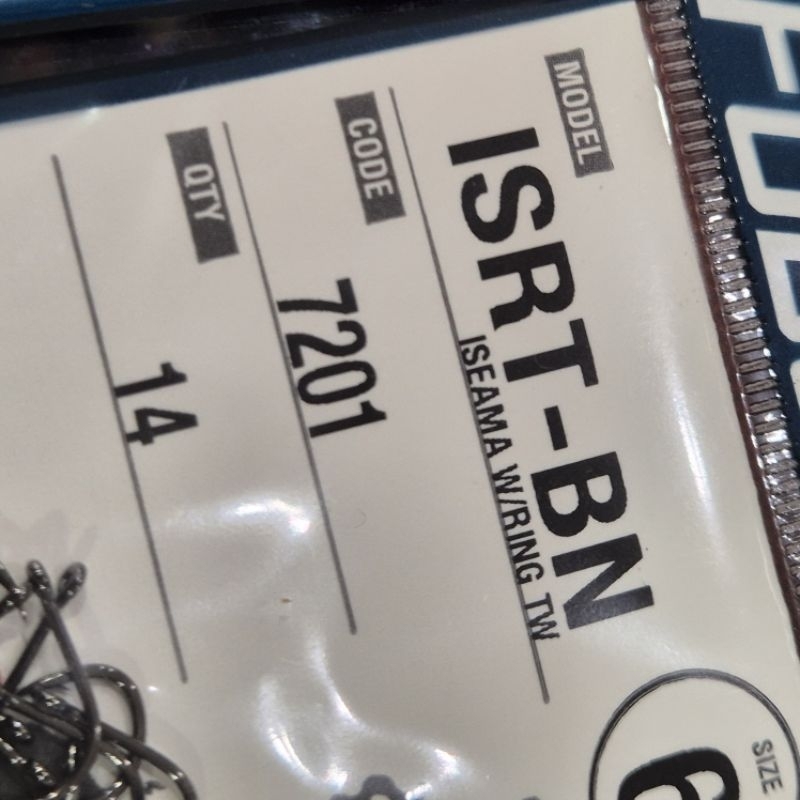 MODEL
ISRT-BN
ISEAMA W/RING TW
CODE
7201
QTY
14
SIZE